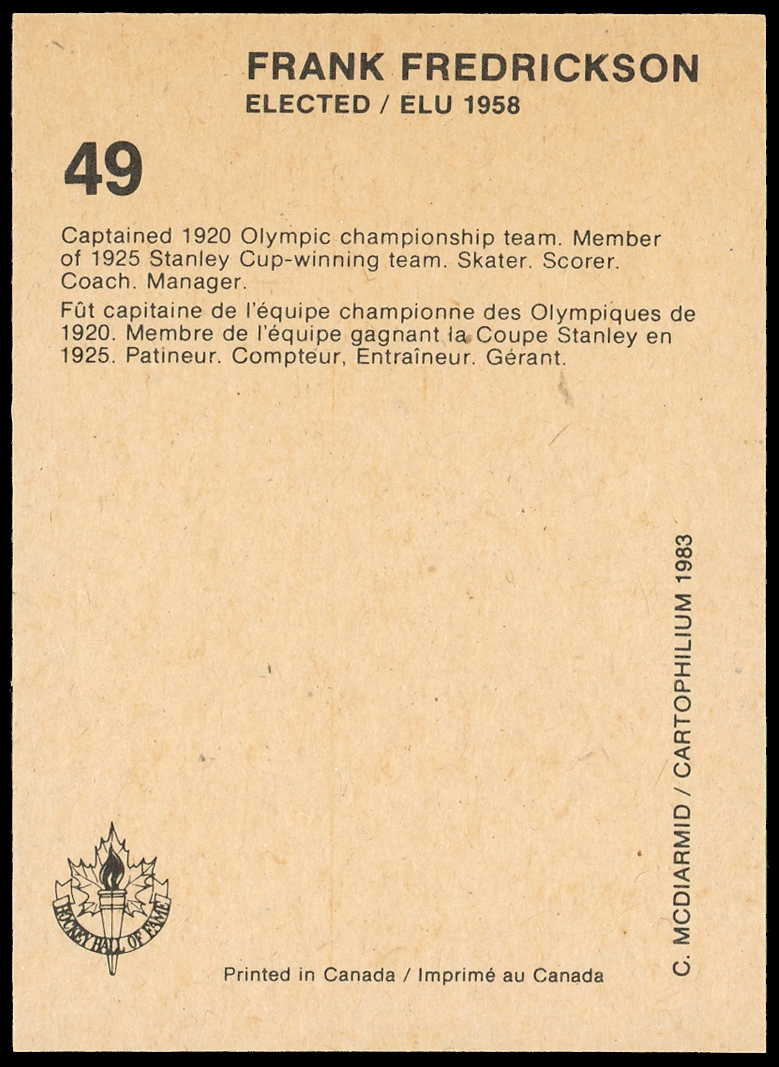 FRANK FREDRICKSON
ELECTED / ELU 1958
49
Captained 1920 Olympic championship team. Member
of 1925 Stanley Cup-winning team. Skater. Scorer.
Coach. Manager.
Fût capitaine de l'équipe championne des Olympiques de
1920. Membre de l'équipe gagnant la Coupe Stanley en
1925. Patineur. Compteur, Entraîneur. Gérant.
C. MCDIARMID / CARTOPHILIUM 1983
HOCKEY HALL OF FAME
Printed in Canada / Imprimé au Canada